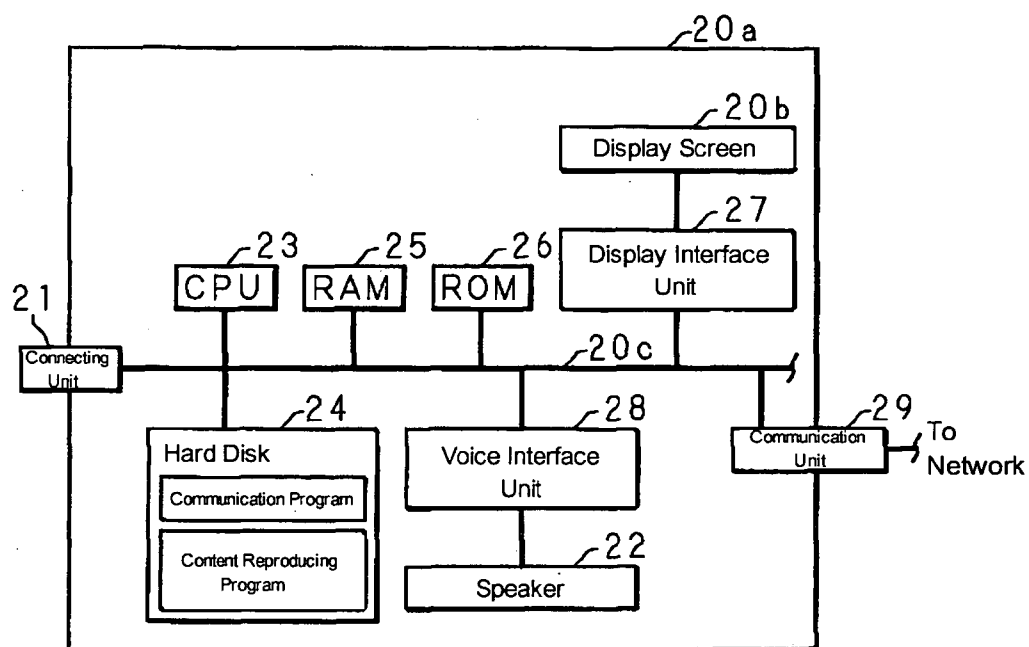 20a
20b
Display Screen
27
Display Interface
Unit
23
CPU
25
RAM
26
ROM
21
Connecting
Unit
20c
24
Hard Disk
Communication Program
Content Reproducing
Program
28
Voice Interface
Unit
22
Speaker
29
Communication
Unit
To
Network